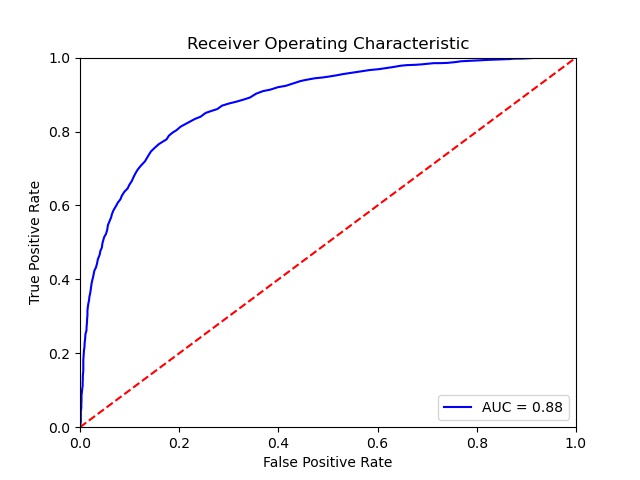 Receiver Operating Characteristic
1.0
0.8
0.6
0.4
0.2
0.0
True Positive Rate
AUC = 0.88
0.0 0.2 0.4 0.6 0.8 1.0
False Positive Rate